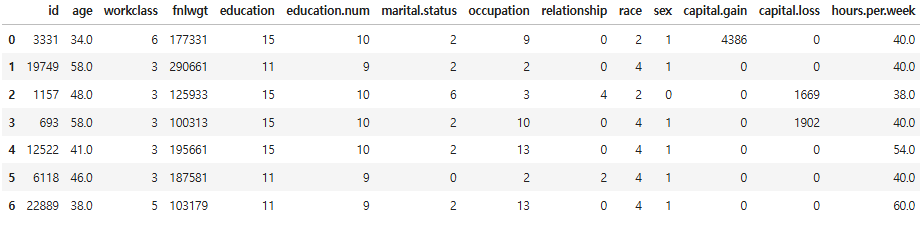 id age workclass fnlwgt education education.num marital.status occupation relationship race sex capital.gain capital.loss hours.per.week
0 3331 34.0 6 177331 15 10 2 9 0 2 1 4386 0 40.0
1 19749 58.0 3 290661 11 9 2 2 0 4 1 0 0 40.0
2 1157 48.0 3 125933 15 10 6 3 4 2 0 0 1669 38.0
3 693 58.0 3 100313 15 10 2 10 0 4 1 0 1902 40.0
4 12522 41.0 3 195661 15 10 2 13 0 4 1 0 0 54.0
5 6118 46.0 3 187581 11 9 0 2 2 4 1 0 0 40.0
6 22889 38.0 5 103179 11 9 2 13 0 4 1 0 0 60.0